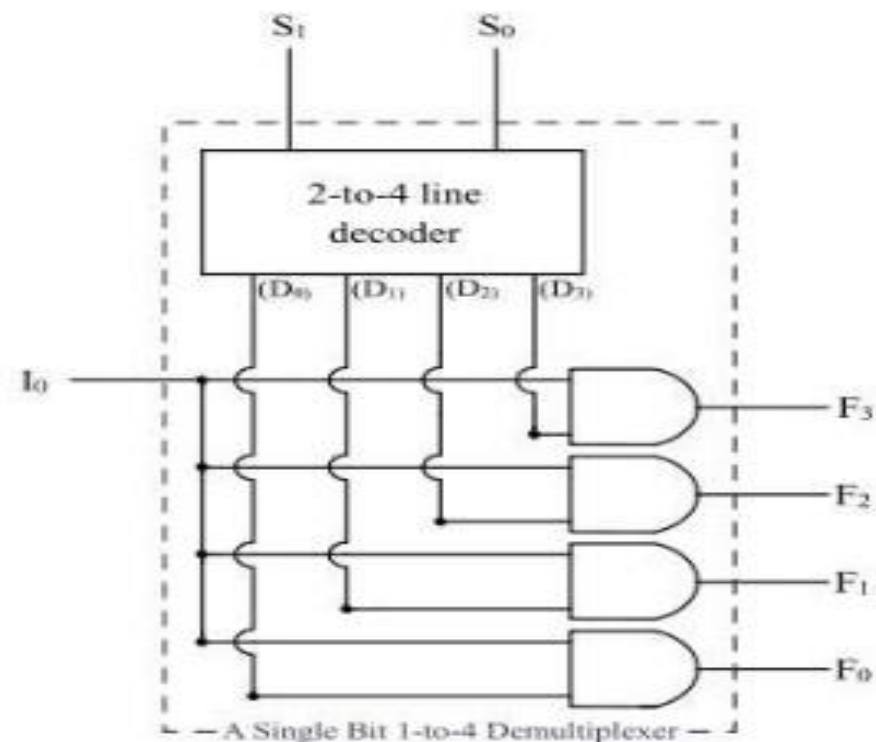 S₁ S₀
2-to-4 line
decoder
(D₀) (D₁) (D₂) (D₃)
I₀
F₃
F₂
F₁
F₀
A Single Bit 1-to-4 Demultiplexer